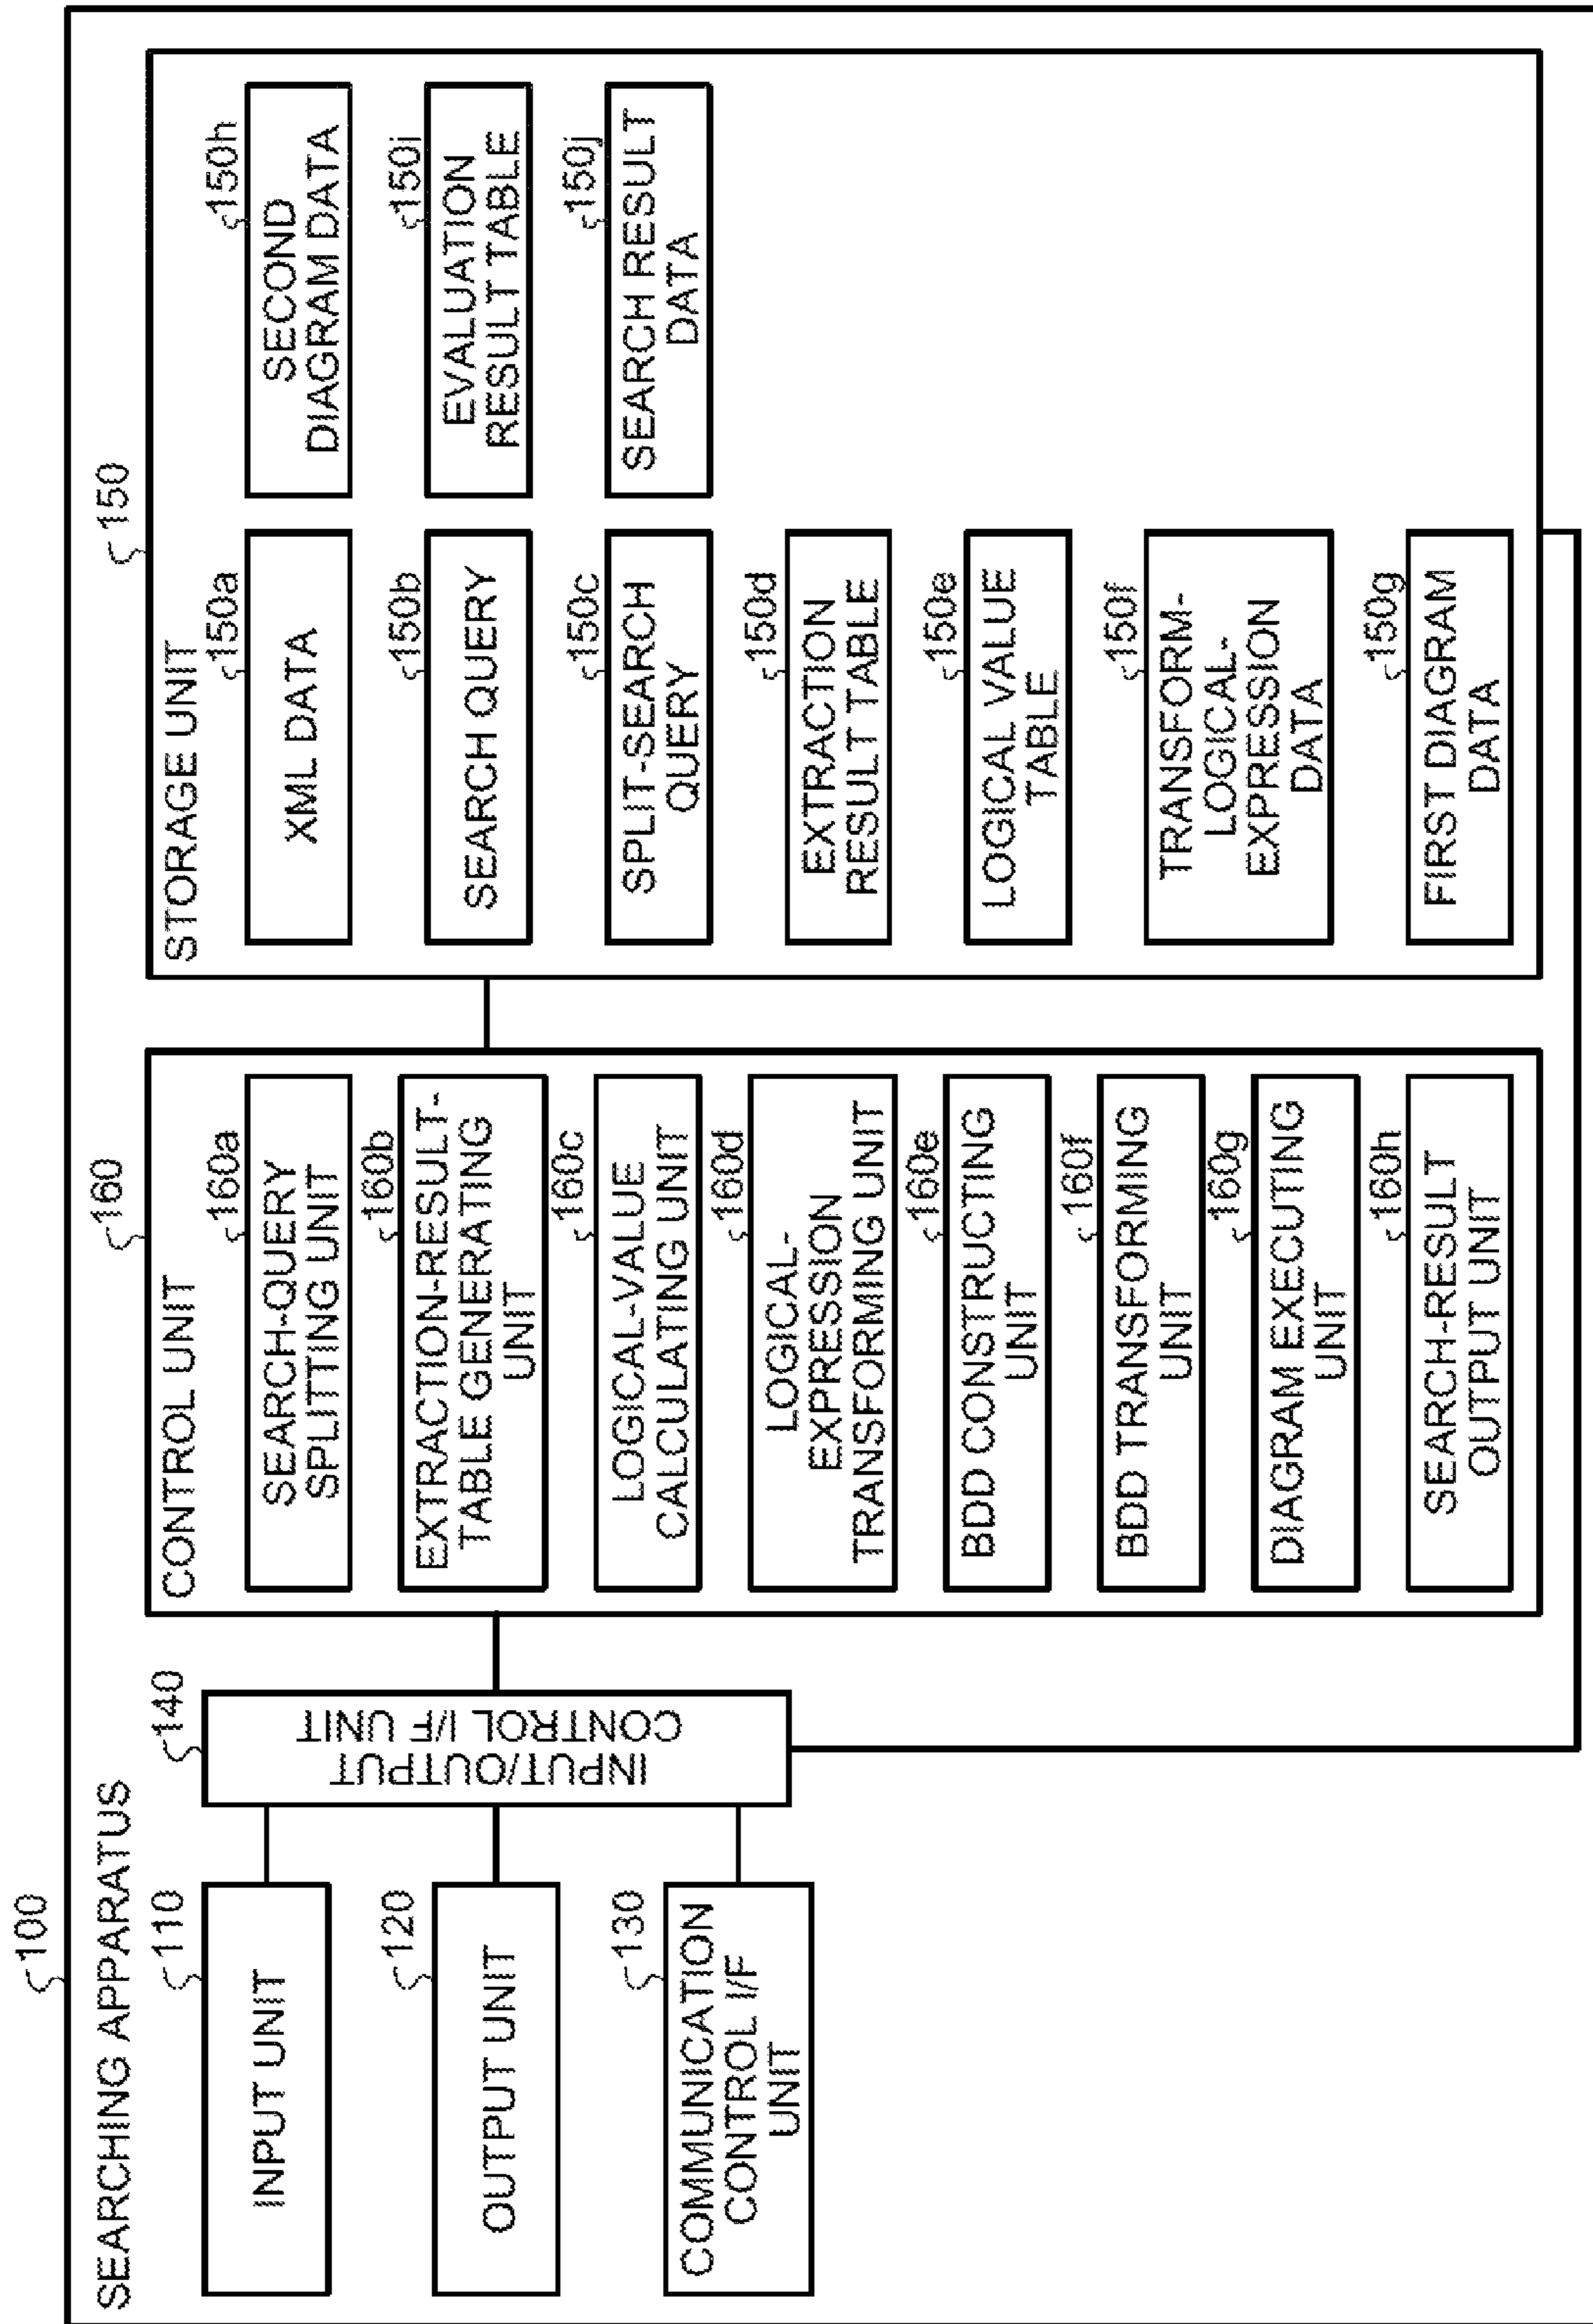 100
SEARCHING APPARATUS
110
INPUT UNIT
120
OUTPUT UNIT
130
COMMUNICATION
CONTROL I/F
UNIT
140
INPUT/OUTPUT
CONTROL I/F UNIT
160
CONTROL UNIT
160a
SEARCH-QUERY
SPLITTING UNIT
160b
EXTRACTION-RESULT-
TABLE GENERATING
UNIT
160c
LOGICAL-VALUE
CALCULATING UNIT
160d
LOGICAL-
EXPRESSION
TRANSFORMING UNIT
160e
BDD CONSTRUCTING
UNIT
160f
BDD TRANSFORMING
UNIT
160g
DIAGRAM EXECUTING
UNIT
160h
SEARCH-RESULT
OUTPUT UNIT
150
STORAGE UNIT
150a
XML DATA
150b
SEARCH QUERY
150c
SPLIT-SEARCH
QUERY
150d
EXTRACTION
RESULT TABLE
150e
LOGICAL VALUE
TABLE
150f
TRANSFORM-
LOGICAL-
EXPRESSION
DATA
150g
FIRST DIAGRAM
DATA
150h
SECOND
DIAGRAM DATA
150i
EVALUATION
RESULT TABLE
150j
SEARCH RESULT
DATA